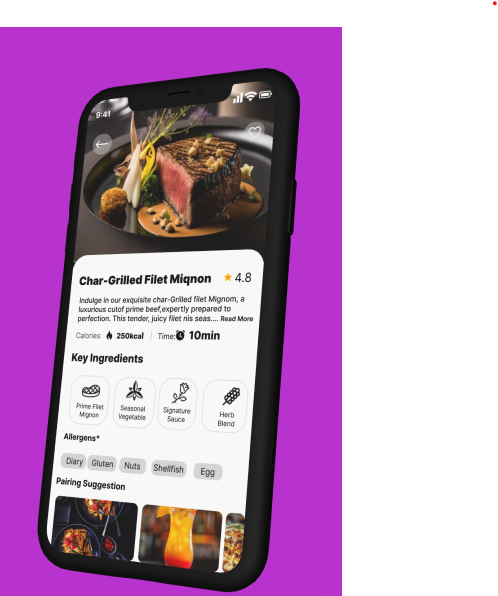 9:41
Char-Grilled Filet Miqnon
4.8
Indulge in our exquisite char-Grilled filet Mignom, a
luxurious cutof prime beef,expertly prepared to
perfection. This tender, juicy filet nis seas.... Read More
Calories: 250kcal Time: 10min
Key Ingredients
Prime Filet
Mignon
Seasonal
Vegetable
Signature
Sauce
Herb
Blend
Allergens*
Diary Gluten Nuts Shellfish Egg
Pairing Suggestion